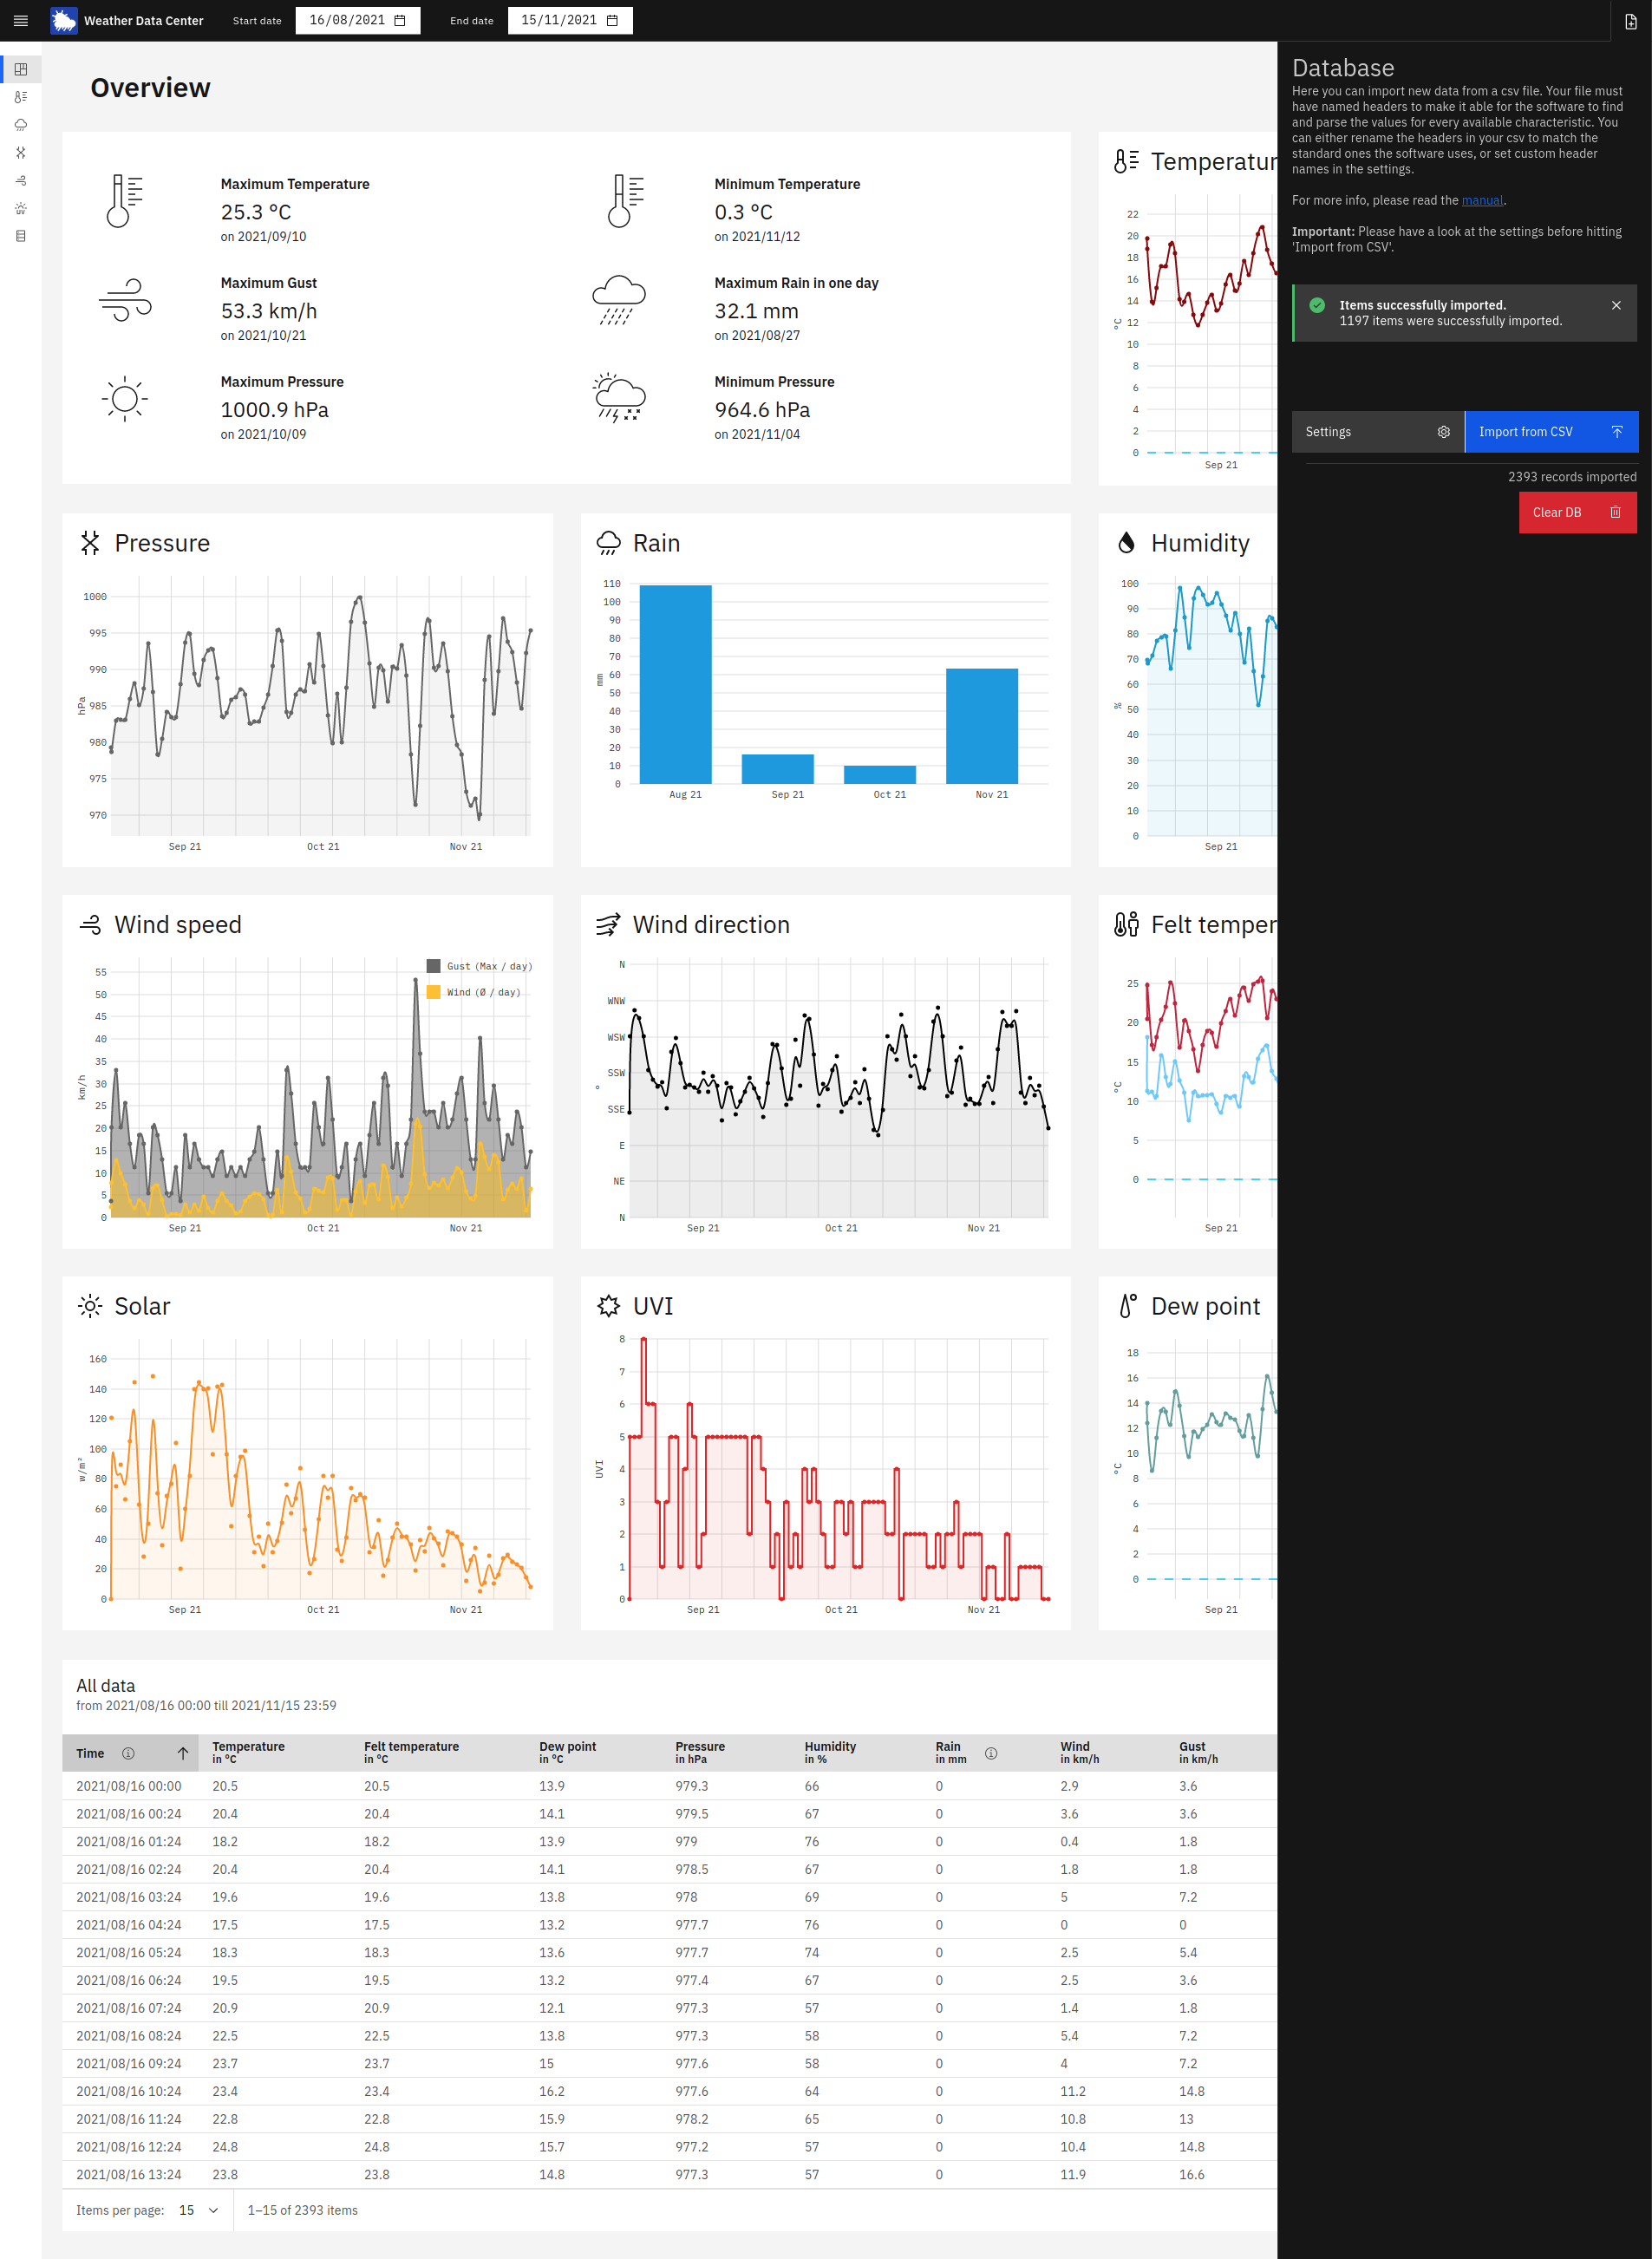 Weather Data Center
Start date
16/08/2021
End date
15/11/2021
Overview
Maximum Temperature
25.3 °C
on 2021/09/10
Minimum Temperature
0.3 °C
on 2021/11/12
Maximum Gust
53.3 km/h
on 2021/10/21
Maximum Rain in one day
32.1 mm
on 2021/08/27
Maximum Pressure
1000.9 hPa
on 2021/10/09
Minimum Pressure
964.6 hPa
on 2021/11/04
Temperatur
22
20
18
16
14
12
10
8
6
4
2
0
°C
Sep 21
Pressure
1000
995
990
985
980
975
970
hPa
Sep 21
Oct 21
Nov 21
Rain
110
100
90
80
70
60
50
40
30
20
10
0
mm
Aug 21
Sep 21
Oct 21
Nov 21
Humidity
100
90
80
70
60
50
40
30
20
10
0
%
Sep 21
Wind speed
Gust (Max / day)
Wind (Ø / day)
55
50
45
40
35
30
25
20
15
10
5
0
km/h
Sep 21
Oct 21
Nov 21
Wind direction
N
WNW
WSW
SSW
SSE
E
NE
N
°
Sep 21
Oct 21
Nov 21
Felt temper
25
20
15
10
5
0
°C
Sep 21
Solar
160
140
120
100
80
60
40
20
0
w/m²
Sep 21
Oct 21
Nov 21
UVI
8
7
6
5
4
3
2
1
0
UVI
Sep 21
Oct 21
Nov 21
Dew point
18
16
14
12
10
8
6
4
2
0
°C
Sep 21
All data
from 2021/08/16 00:00 till 2021/11/15 23:59
Time Temperature in °C Felt temperature in °C Dew point in °C Pressure in hPa Humidity in % Rain in mm Wind in km/h Gust in km/h
2021/08/16 00:00 20.5 20.5 13.9 979.3 66 0 2.9 3.6
2021/08/16 00:24 20.4 20.4 14.1 979.5 67 0 3.6 3.6
2021/08/16 01:24 18.2 18.2 13.9 979 76 0 0.4 1.8
2021/08/16 02:24 20.4 20.4 14.1 978.5 67 0 1.8 1.8
2021/08/16 03:24 19.6 19.6 13.8 978 69 0 5 7.2
2021/08/16 04:24 17.5 17.5 13.2 977.7 76 0 0 0
2021/08/16 05:24 18.3 18.3 13.6 977.7 74 0 2.5 5.4
2021/08/16 06:24 19.5 19.5 13.2 977.4 67 0 2.5 3.6
2021/08/16 07:24 20.9 20.9 12.1 977.3 57 0 1.4 1.8
2021/08/16 08:24 22.5 22.5 13.8 977.3 58 0 5.4 7.2
2021/08/16 09:24 23.7 23.7 15 977.6 58 0 4 7.2
2021/08/16 10:24 23.4 23.4 16.2 977.6 64 0 11.2 14.8
2021/08/16 11:24 22.8 22.8 15.9 978.2 65 0 10.8 13
2021/08/16 12:24 24.8 24.8 15.7 977.2 57 0 10.4 14.8
2021/08/16 13:24 23.8 23.8 14.8 977.3 57 0 11.9 16.6
Items per page: 15 1–15 of 2393 items
Database
Here you can import new data from a csv file. Your file must
have named headers to make it able for the software to find
and parse the values for every available characteristic. You
can either rename the headers in your csv to match the
standard ones the software uses, or set custom header
names in the settings.
For more info, please read the manual.
Important: Please have a look at the settings before hitting
'Import from CSV'.
Items successfully imported.
1197 items were successfully imported.
Settings
Import from CSV
2393 records imported
Clear DB